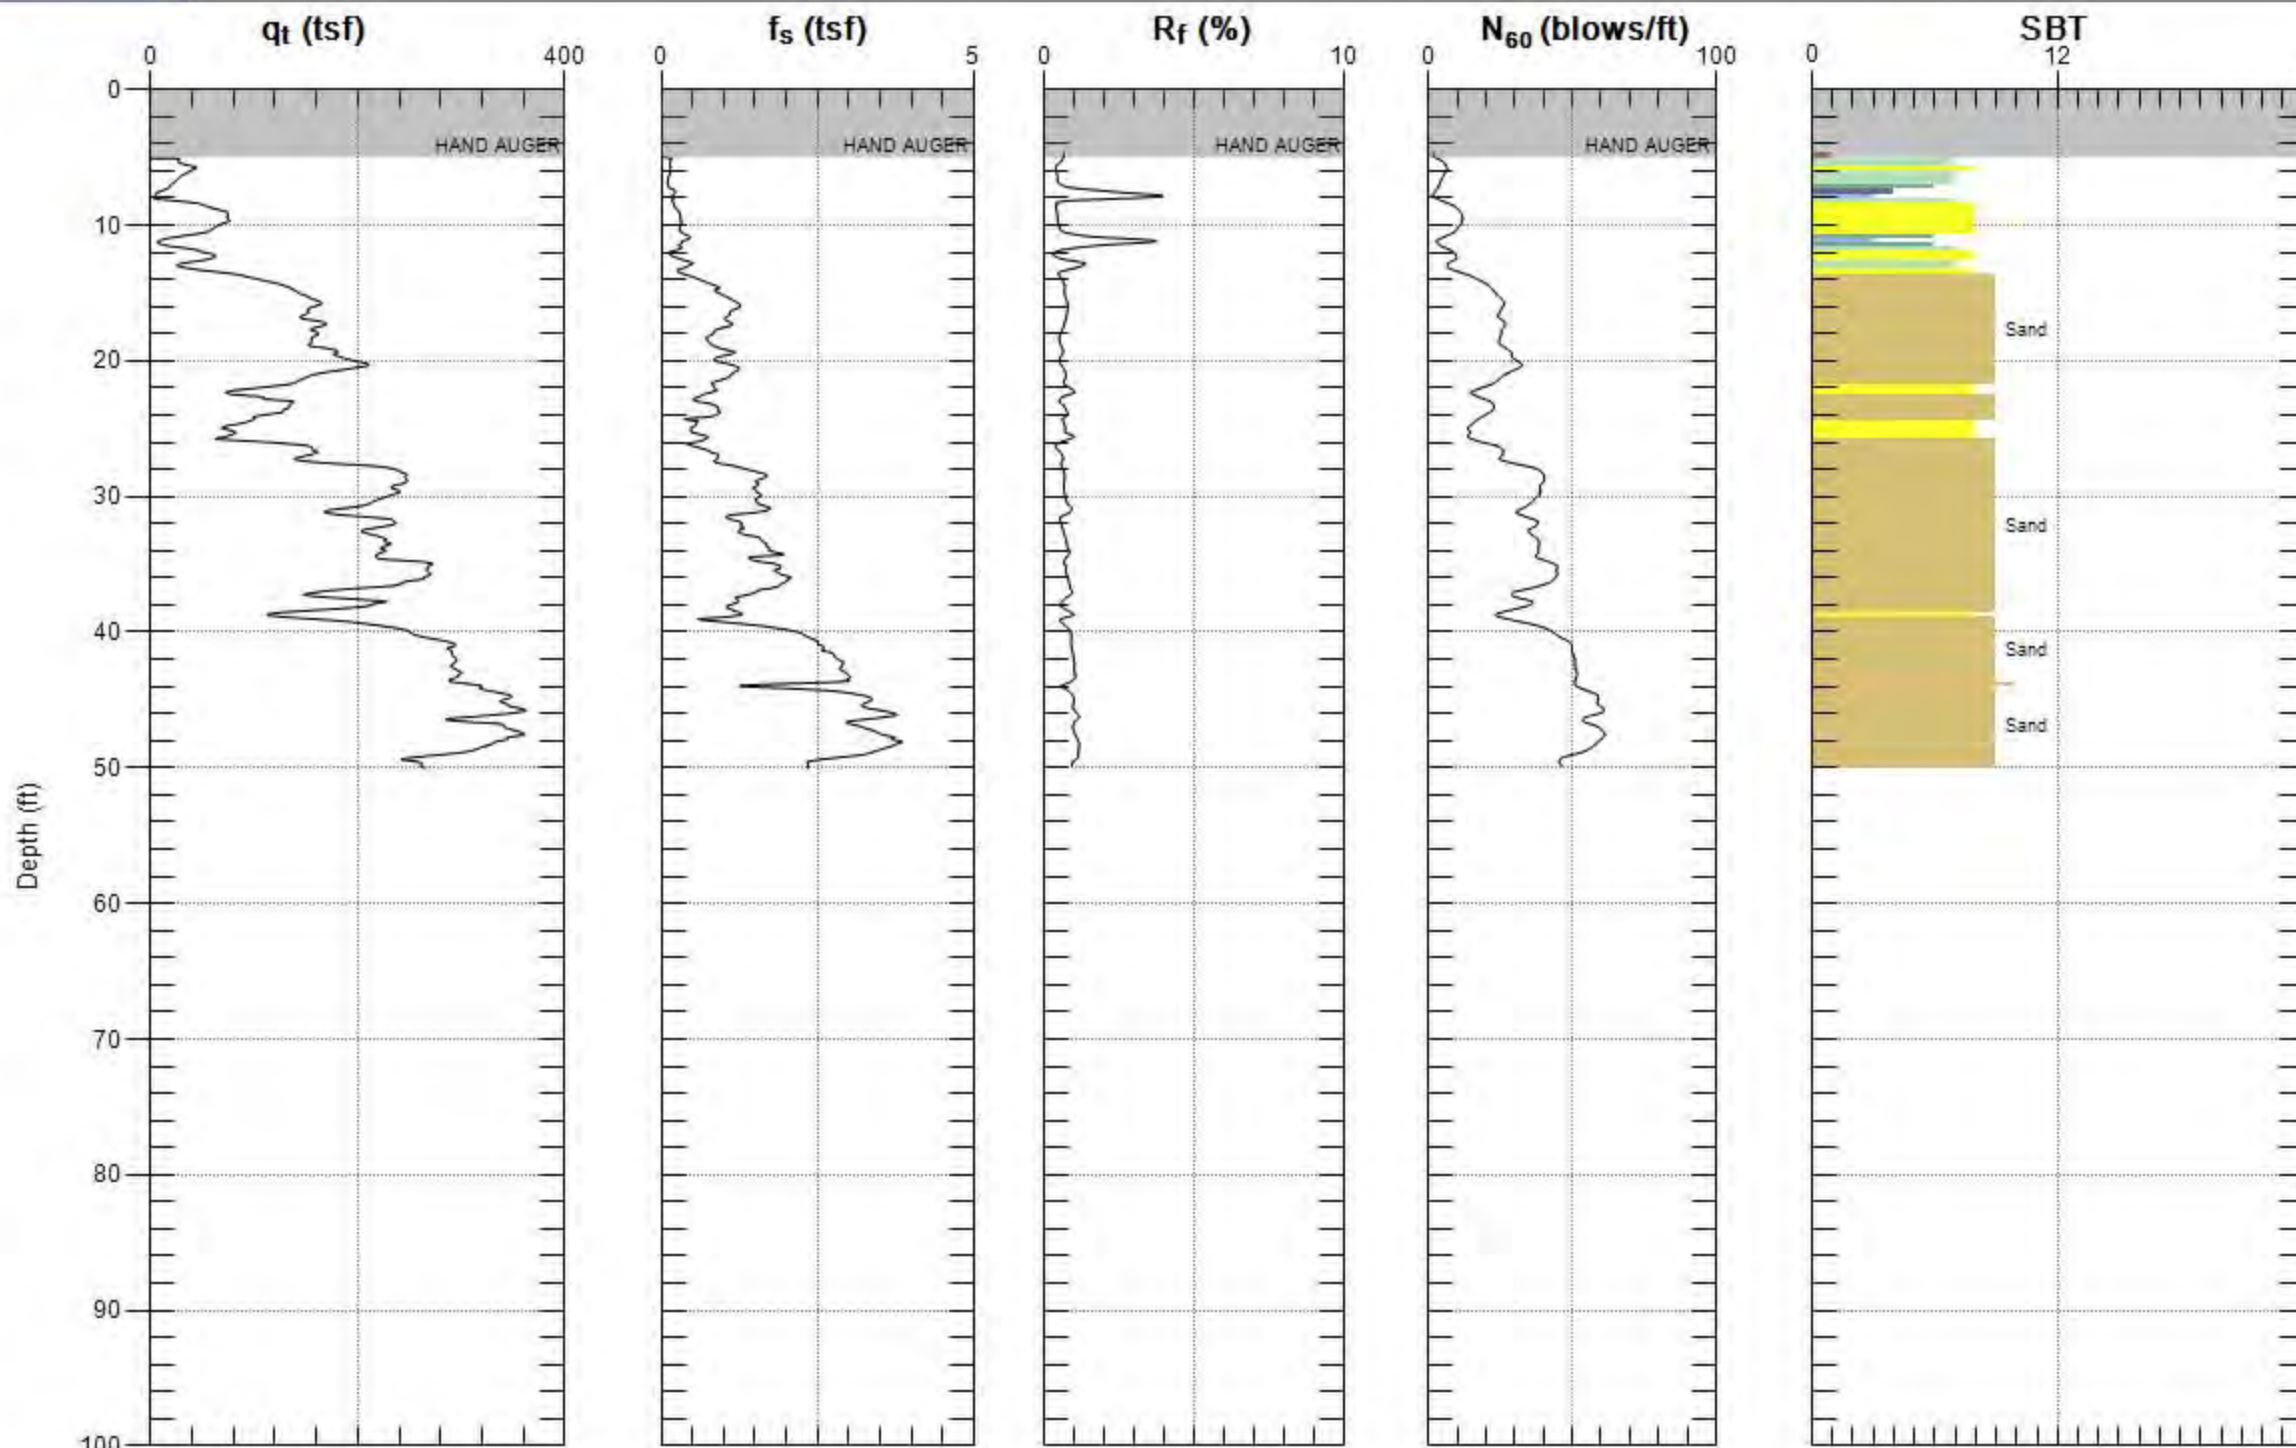 qt (tsf) fs (tsf) Rf (%) N60 (blows/ft) SBT
0 400 0 5 0 10 0 100 0 12
0
HAND AUGER HAND AUGER HAND AUGER HAND AUGER
10
Sand
20
30
Sand
40
Sand
Sand
50
Depth (ft)
60
70
80
90
100